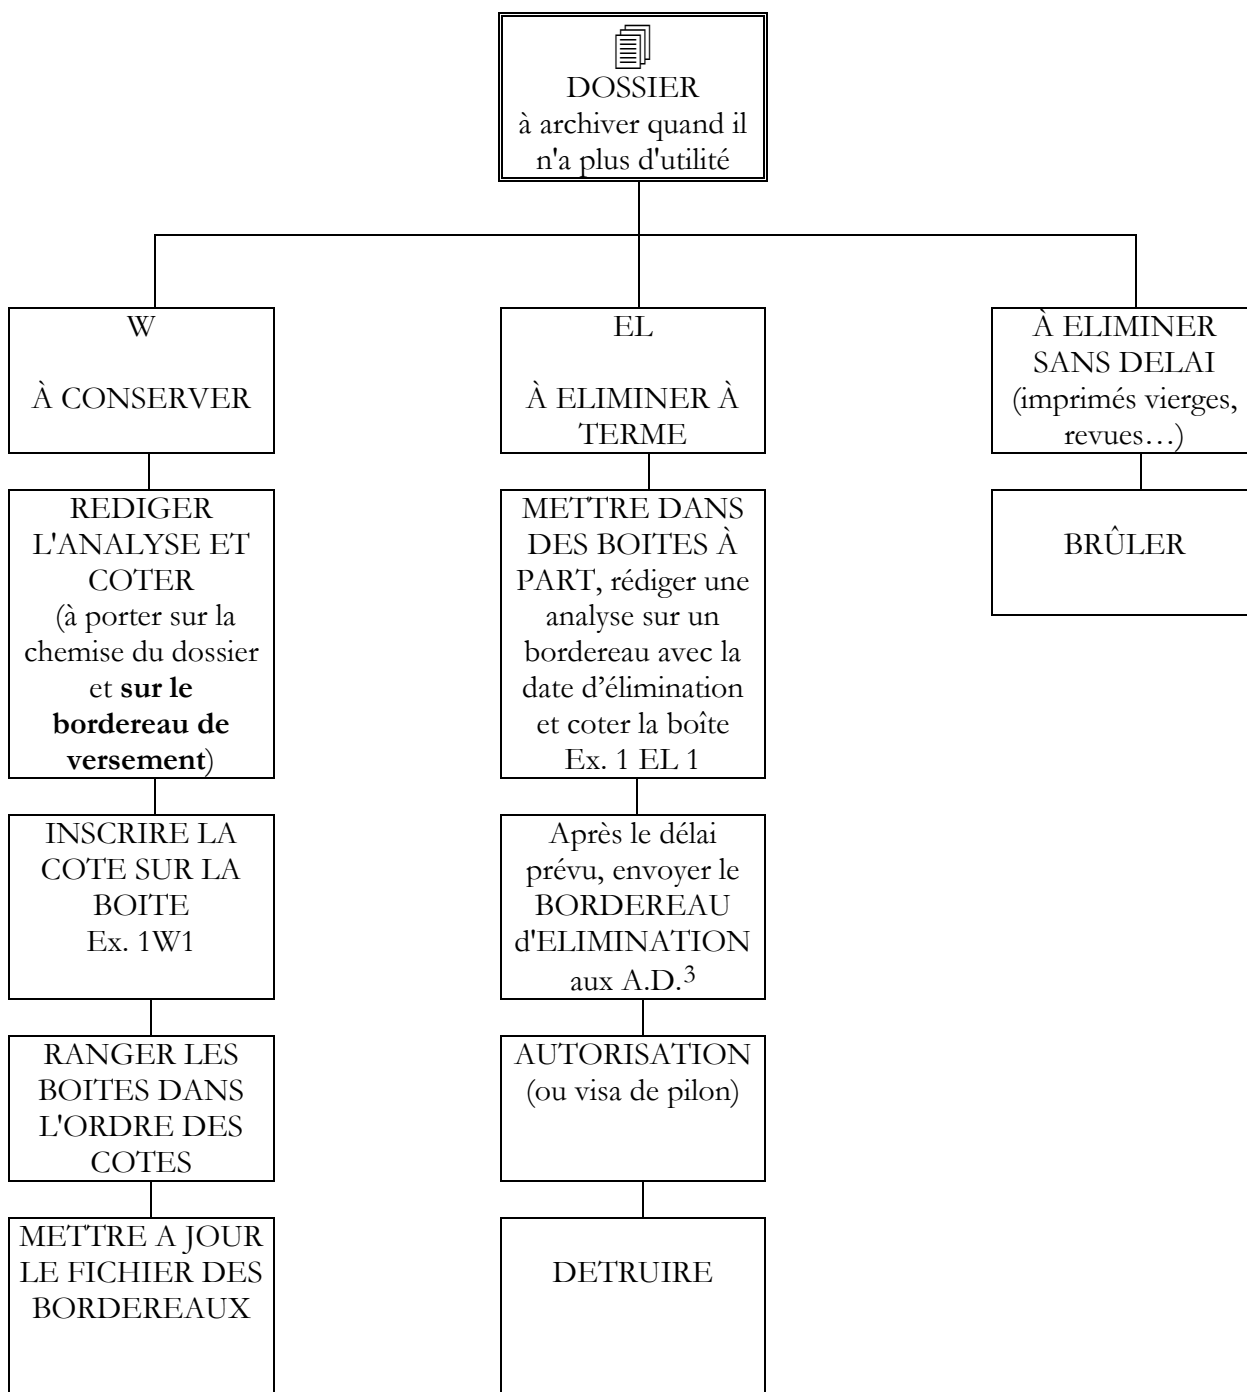 DOSSIER
à archiver quand il
n'a plus d'utilité
W
À CONSERVER
EL
À ELIMINER À
TERME
À ELIMINER
SANS DELAI
(imprimés vierges,
revues…)
REDIGER
L'ANALYSE ET
COTER
(à porter sur la
chemise du dossier
et sur le
bordereau de
versement)
METTRE DANS
DES BOITES À
PART, rédiger une
analyse sur un
bordereau avec la
date d’élimination
et coter la boîte
Ex. 1 EL 1
BRÛLER
INSCRIRE LA
COTE SUR LA
BOITE
Ex. 1W1
Après le délai
prévu, envoyer le
BORDEREAU
d'ELIMINATION
aux A.D.3
RANGER LES
BOITES DANS
L'ORDRE DES
COTES
AUTORISATION
(ou visa de pilon)
METTRE A JOUR
LE FICHIER DES
BORDEREAUX
DETRUIRE